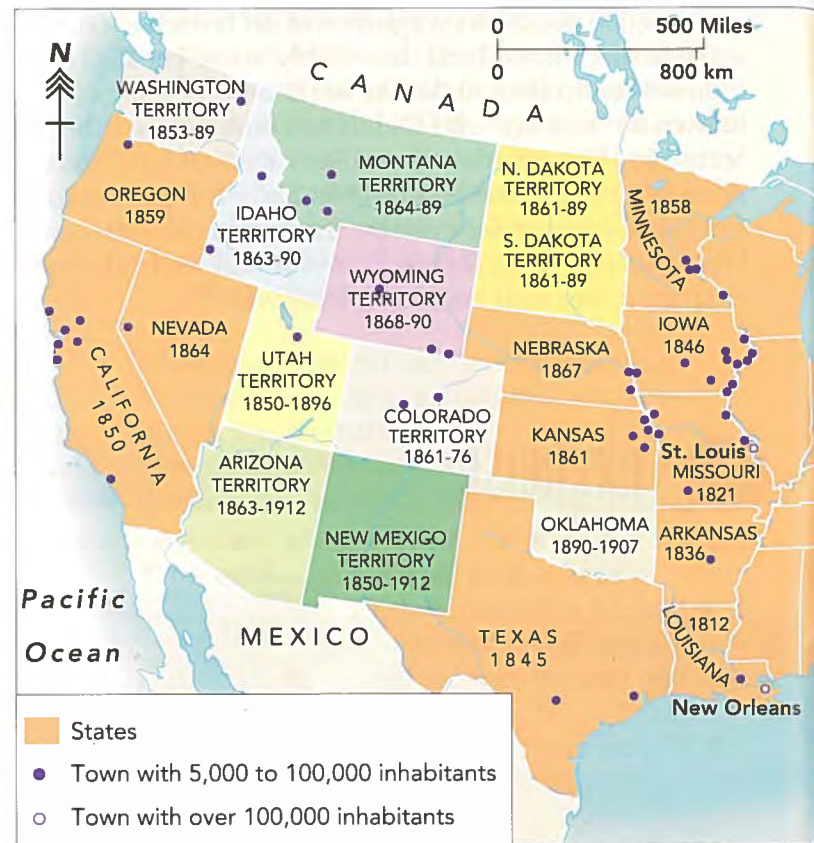 0 500 Miles
0 800 km
N
CANADA
WASHINGTON
TERRITORY
1853-89
OREGON
1859
IDAHO
TERRITORY
1863-90
MONTANA
TERRITORY
1864-89
N. DAKOTA
TERRITORY
1861-89
S. DAKOTA
TERRITORY
1861-89
1858
MINNESOTA
WYOMING
TERRITORY
1868-90
NEVADA
1864
UTAH
TERRITORY
1850-1896
NEBRASKA
1867
IOWA
1846
CALIFORNIA
1850
COLORADO
TERRITORY
1861-76
KANSAS
1861
St. Louis
MISSOURI
1821
ARIZONA
TERRITORY
1863-1912
NEW MEXIGO
TERRITORY
1850-1912
OKLAHOMA
1890-1907
ARKANSAS
1836
Pacific
Ocean
MEXICO
TEXAS
1845
1812
LOUISIANA
New Orleans
States
Town with 5,000 to 100,000 inhabitants
Town with over 100,000 inhabitants